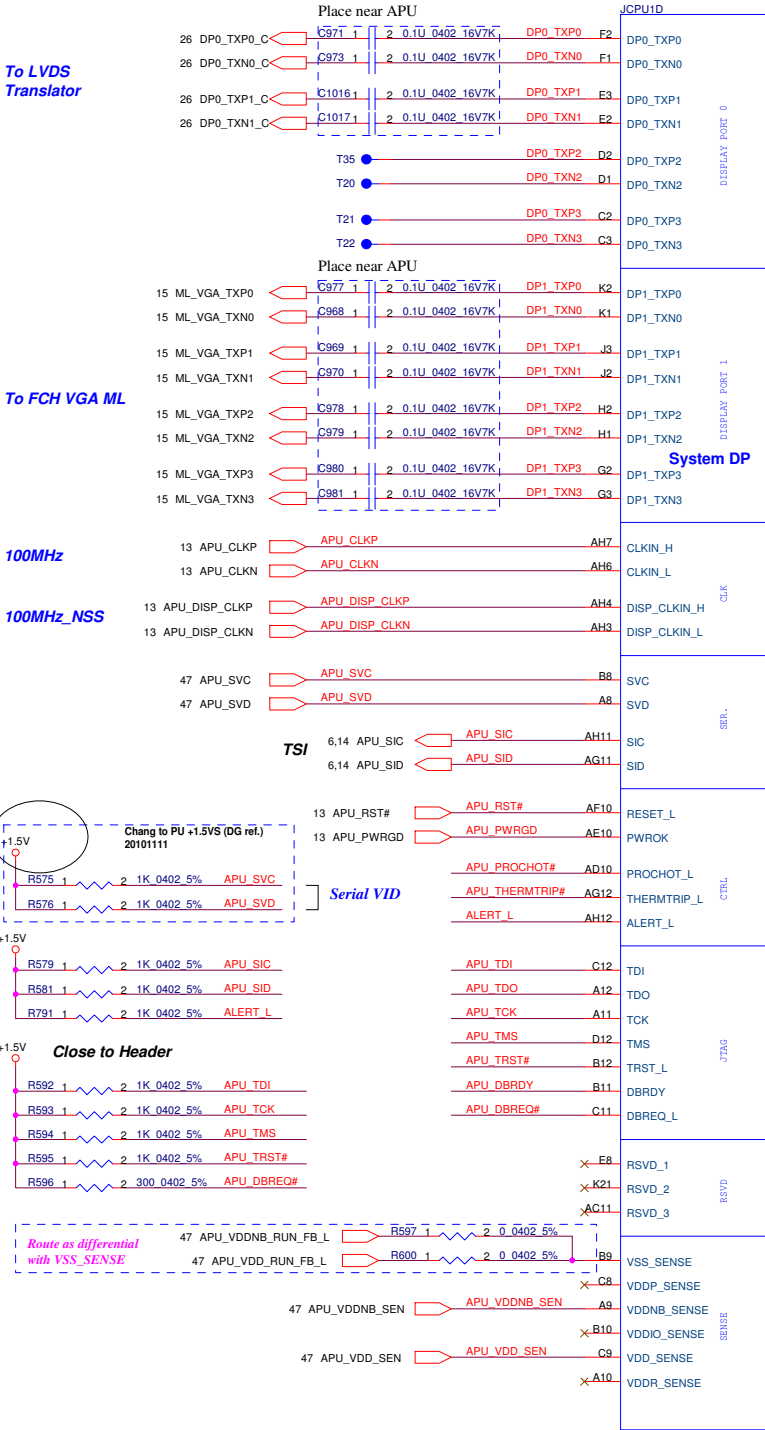 Place near APU
JCPU1D
26 DP0_TXP0_C C971 1 2 0.1U_0402_16V7K DP0_TXP0 F2 DP0_TXP0
26 DP0_TXN0_C C973 1 2 0.1U_0402_16V7K DP0_TXN0 F1 DP0_TXN0
To LVDS
Translator
26 DP0_TXP1_C C1016 1 2 0.1U_0402_16V7K DP0_TXP1 E3 DP0_TXP1
26 DP0_TXN1_C C1017 1 2 0.1U_0402_16V7K DP0_TXN1 E2 DP0_TXN1
T35 DP0_TXP2 D2 DP0_TXP2
T20 DP0_TXN2 D1 DP0_TXN2
DISPLAY PORT 0
T21 DP0_TXP3 C2 DP0_TXP3
T22 DP0_TXN3 C3 DP0_TXN3
Place near APU
15 ML_VGA_TXP0 C977 1 2 0.1U_0402_16V7K DP1_TXP0 K2 DP1_TXP0
15 ML_VGA_TXN0 C968 1 2 0.1U_0402_16V7K DP1_TXN0 K1 DP1_TXN0
15 ML_VGA_TXP1 C969 1 2 0.1U_0402_16V7K DP1_TXP1 J3 DP1_TXP1
15 ML_VGA_TXN1 C970 1 2 0.1U_0402_16V7K DP1_TXN1 J2 DP1_TXN1
To FCH VGA ML
DISPLAY PORT 1
15 ML_VGA_TXP2 C978 1 2 0.1U_0402_16V7K DP1_TXP2 H2 DP1_TXP2
15 ML_VGA_TXN2 C979 1 2 0.1U_0402_16V7K DP1_TXN2 H1 DP1_TXN2
System DP
15 ML_VGA_TXP3 C980 1 2 0.1U_0402_16V7K DP1_TXP3 G2 DP1_TXP3
15 ML_VGA_TXN3 C981 1 2 0.1U_0402_16V7K DP1_TXN3 G3 DP1_TXN3
100MHz
13 APU_CLKP APU_CLKP AH7 CLKIN_H
13 APU_CLKN APU_CLKN AH6 CLKIN_L
CLK
100MHz_NSS
13 APU_DISP_CLKP APU_DISP_CLKP AH4 DISP_CLKIN_H
13 APU_DISP_CLKN APU_DISP_CLKN AH3 DISP_CLKIN_L
47 APU_SVC APU_SVC B8 SVC
47 APU_SVD APU_SVD A8 SVD
SER.
TSI
6,14 APU_SIC APU_SIC AH11 SIC
6,14 APU_SID APU_SID AG11 SID
13 APU_RST# APU_RST# AF10 RESET_L
13 APU_PWRGD APU_PWRGD AE10 PWROK
APU_PROCHOT# AD10 PROCHOT_L
APU_THERMTRIP# AG12 THERMTRIP_L
ALERT_L AH12 ALERT_L
CTRL
+1.5V
Chang to PU +1.5VS (DG ref.)
20101111
R575 1 2 1K_0402_5% APU_SVC
R576 1 2 1K_0402_5% APU_SVD
Serial VID
+1.5V
R579 1 2 1K_0402_5% APU_SIC
R581 1 2 1K_0402_5% APU_SID
R791 1 2 1K_0402_5% ALERT_L
APU_TDI C12 TDI
APU_TDO A12 TDO
APU_TCK A11 TCK
APU_TMS D12 TMS
APU_TRST# B12 TRST_L
APU_DBRDY B11 DBRDY
APU_DBREQ# C11 DBREQ_L
JTAG
+1.5V
Close to Header
R592 1 2 1K_0402_5% APU_TDI
R593 1 2 1K_0402_5% APU_TCK
R594 1 2 1K_0402_5% APU_TMS
R595 1 2 1K_0402_5% APU_TRST#
R596 1 2 300_0402_5% APU_DBREQ#
E8 RSVD_1
K21 RSVD_2
AC11 RSVD_3
RSVD
Route as differential
with VSS_SENSE
47 APU_VDDNB_RUN_FB_L R597 1 2 0_0402_5%
47 APU_VDD_RUN_FB_L R600 1 2 0_0402_5% B9 VSS_SENSE
C8 VDDP_SENSE
47 APU_VDDNB_SEN APU_VDDNB_SEN A9 VDDNB_SENSE
B10 VDDIO_SENSE
47 APU_VDD_SEN APU_VDD_SEN C9 VDD_SENSE
A10 VDDR_SENSE
SENSE